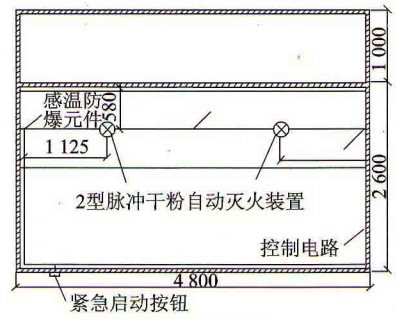 1 000
感温防
爆元件
580
1 125
2型脉冲干粉自动灭火装置
2 600
控制电路
4 800
紧急启动按钮